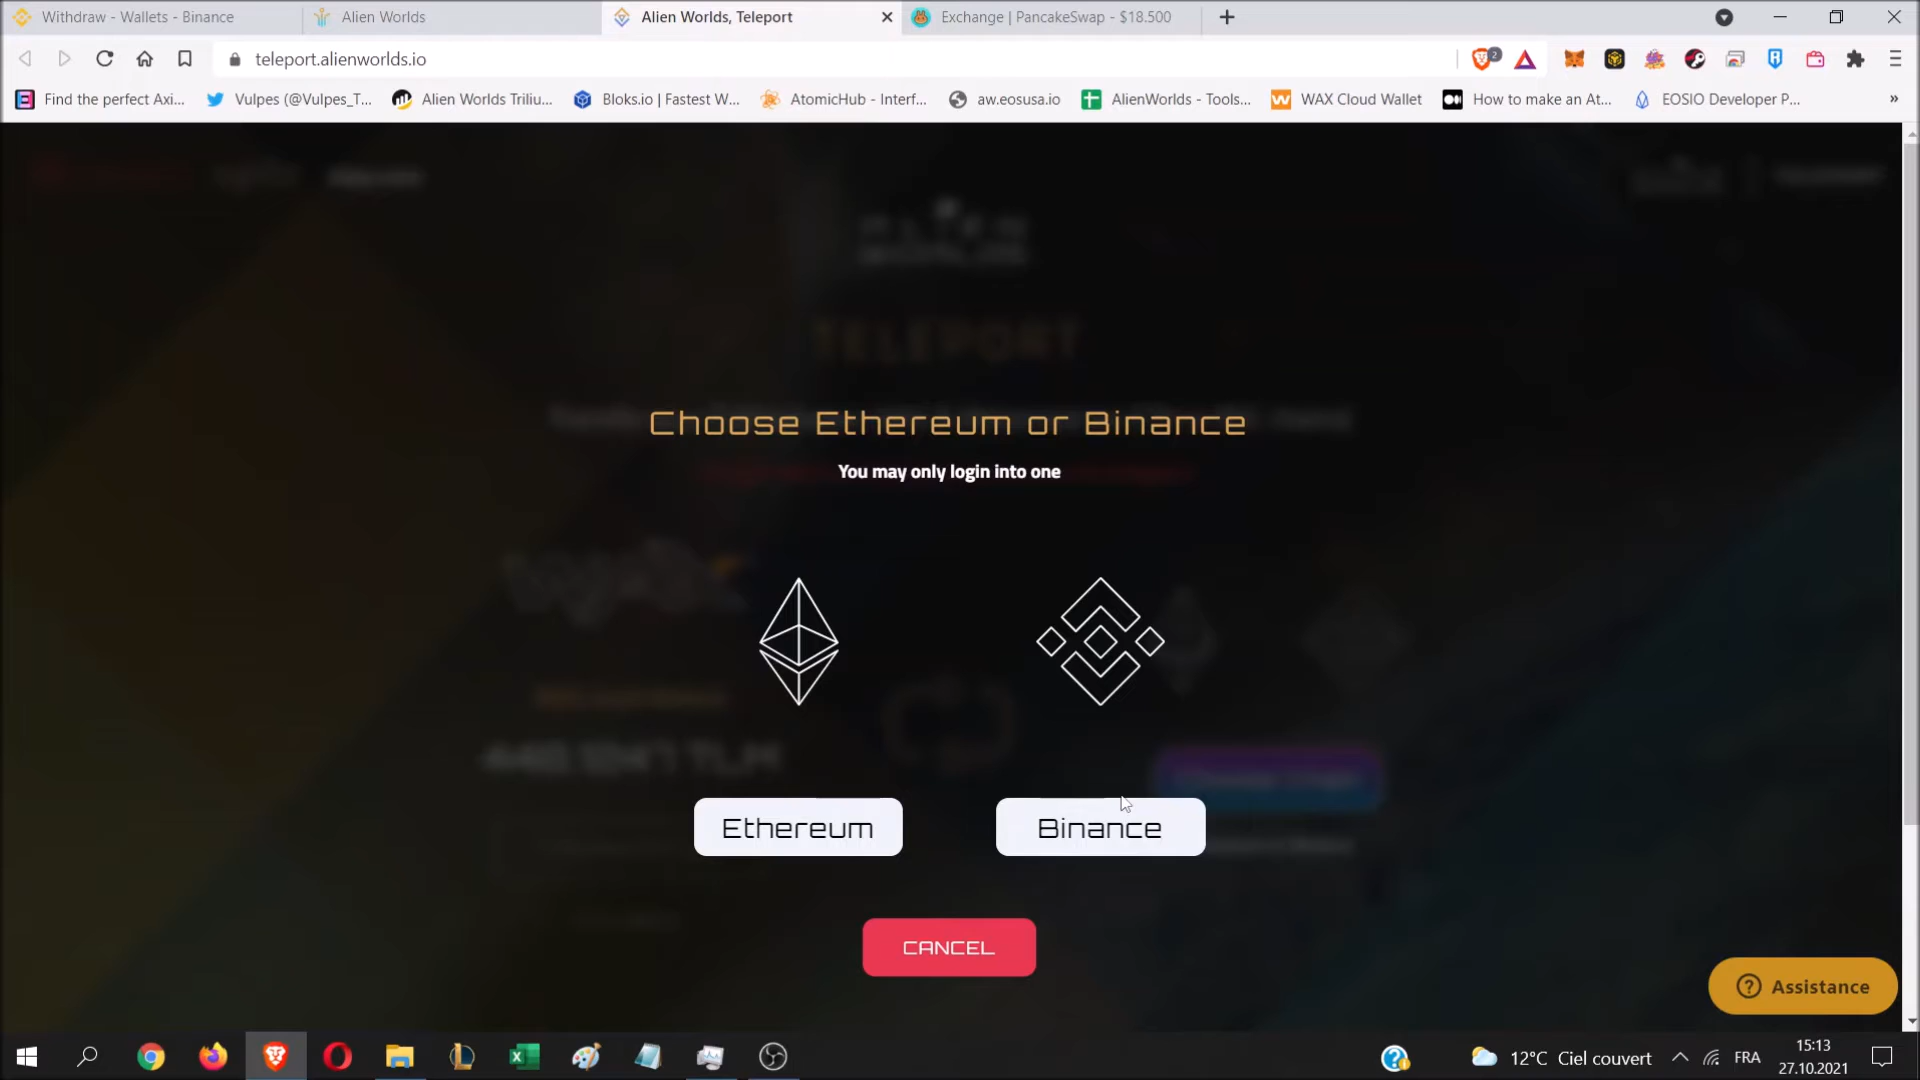 Withdraw - Wallets - Binance
Alien Worlds
Alien Worlds, Teleport
Exchange | PancakeSwap - $18.500
teleport.alienworlds.io
2
Find the perfect Axi...
Vulpes (@Vulpes_T...
Alien Worlds Triliu...
Bloks.io | Fastest W...
AtomicHub - Interf...
aw.eosusa.io
AlienWorlds - Tools...
WAX Cloud Wallet
How to make an At...
EOSIO Developer P...
»
TELEPORT
Choose Ethereum or Binance
You may only login into one
Ethereum
Binance
CANCEL
Assistance
12°C Ciel couvert
FRA
15:13
27.10.2021